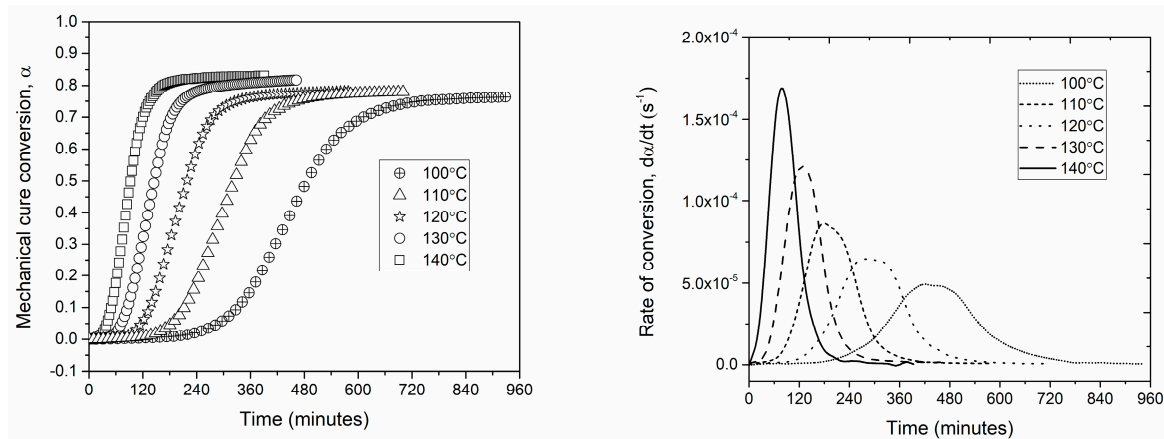 1.0
0.9
0.8
0.7
0.6
0.5
0.4
0.3
0.2
0.1
0.0
-0.1
Mechanical cure conversion, α
100°C
110°C
120°C
130°C
140°C
0 120 240 360 480 600 720 840 960
Time (minutes)
2.0x10⁻⁴
1.5x10⁻⁴
1.0x10⁻⁴
5.0x10⁻⁵
0.0
Rate of conversion, dα/dt (s⁻¹)
100°C
110°C
120°C
130°C
140°C
0 120 240 360 480 600 720 840 960
Time (minutes)